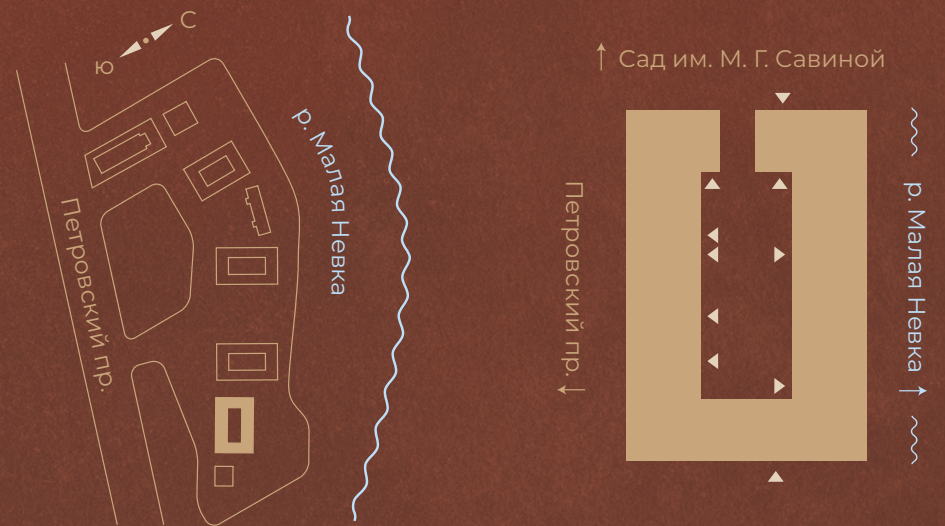 С
Ю
р. Малая Невка
Петровский пр.
Сад им. М. Г. Савиной
Петровский пр.
р. Малая Невка